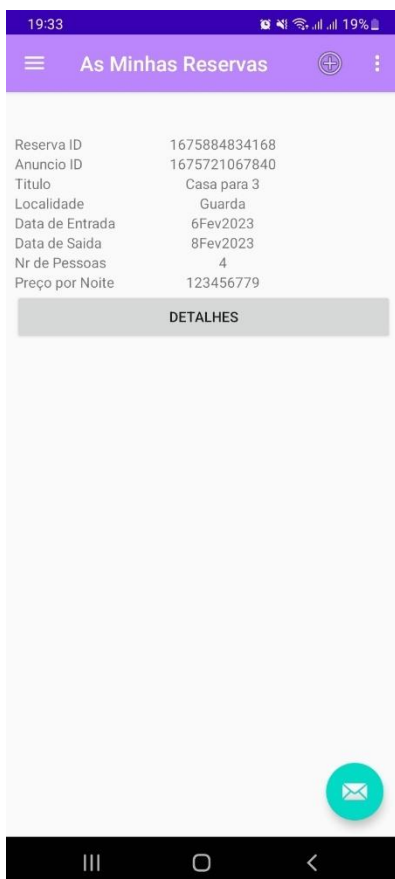 19:33 19%
As Minhas Reservas
Reserva ID 1675884834168
Anuncio ID 1675721067840
Titulo Casa para 3
Localidade Guarda
Data de Entrada 6Fev2023
Data de Saida 8Fev2023
Nr de Pessoas 4
Preço por Noite 123456779
DETALHES